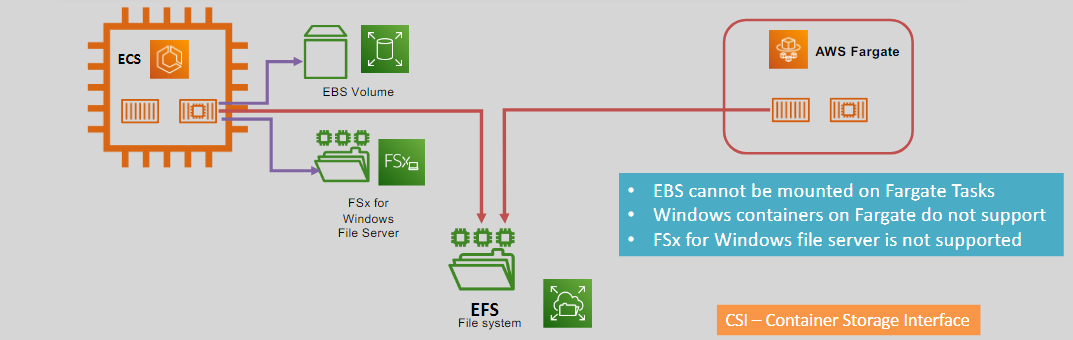 ECS
EBS Volume
AWS Fargate
FSx
FSx for
Windows
File Server
• EBS cannot be mounted on Fargate Tasks
• Windows containers on Fargate do not support
• FSx for Windows file server is not supported
EFS
File system
CSI – Container Storage Interface